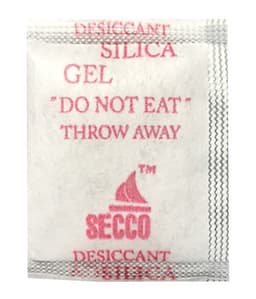 DESICCANT
SILICA
GEL
"DO NOT EAT"
THROW AWAY
TM
SECCO
DESICCANT
SILICA